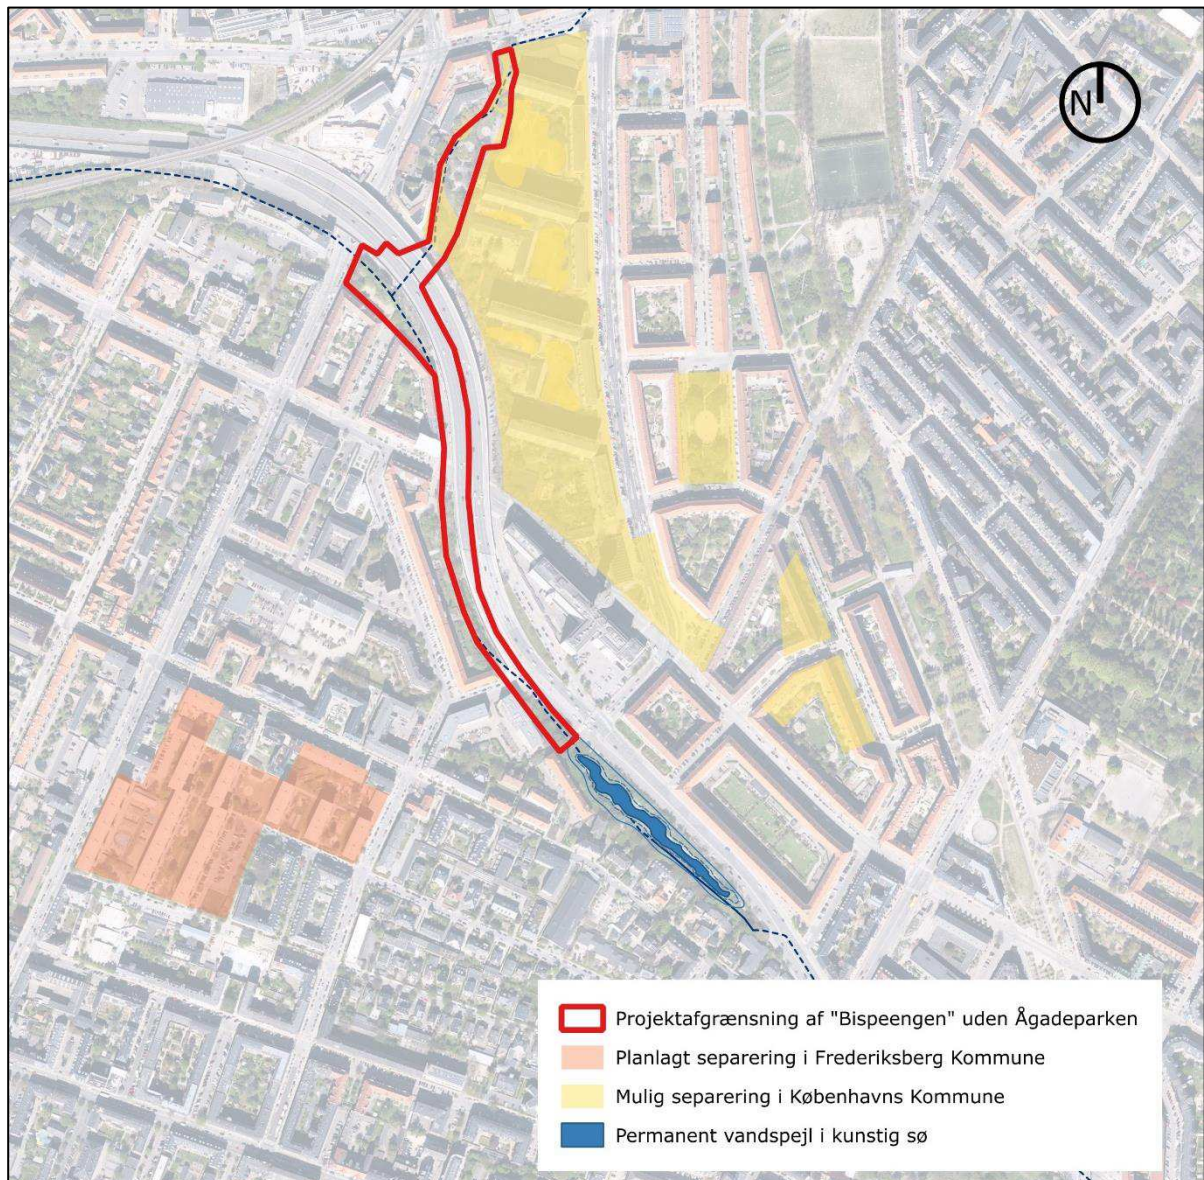 N
Projektafgrænsning af "Bispeengen" uden Ågadeparken
Planlagt separering i Frederiksberg Kommune
Mulig separering i Københavns Kommune
Permanent vandspejl i kunstig sø